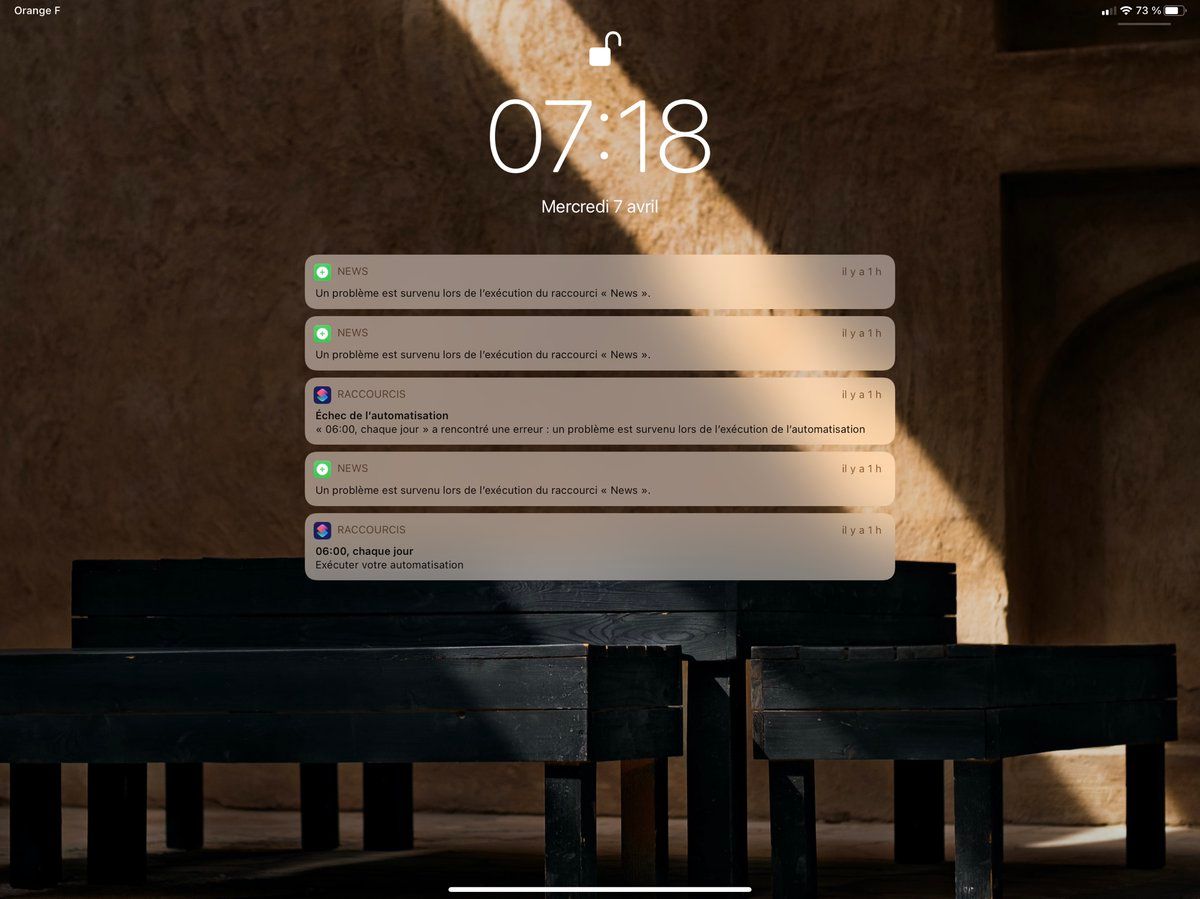 Orange F
73 %
07:18
Mercredi 7 avril
NEWS
il y a 1 h
Un problème est survenu lors de l’exécution du raccourci « News ».
NEWS
il y a 1 h
Un problème est survenu lors de l’exécution du raccourci « News ».
RACCOURCIS
il y a 1 h
Échec de l’automatisation
« 06:00, chaque jour » a rencontré une erreur : un problème est survenu lors de l’exécution de l’automatisation
NEWS
il y a 1 h
Un problème est survenu lors de l’exécution du raccourci « News ».
RACCOURCIS
il y a 1 h
06:00, chaque jour
Exécuter votre automatisation